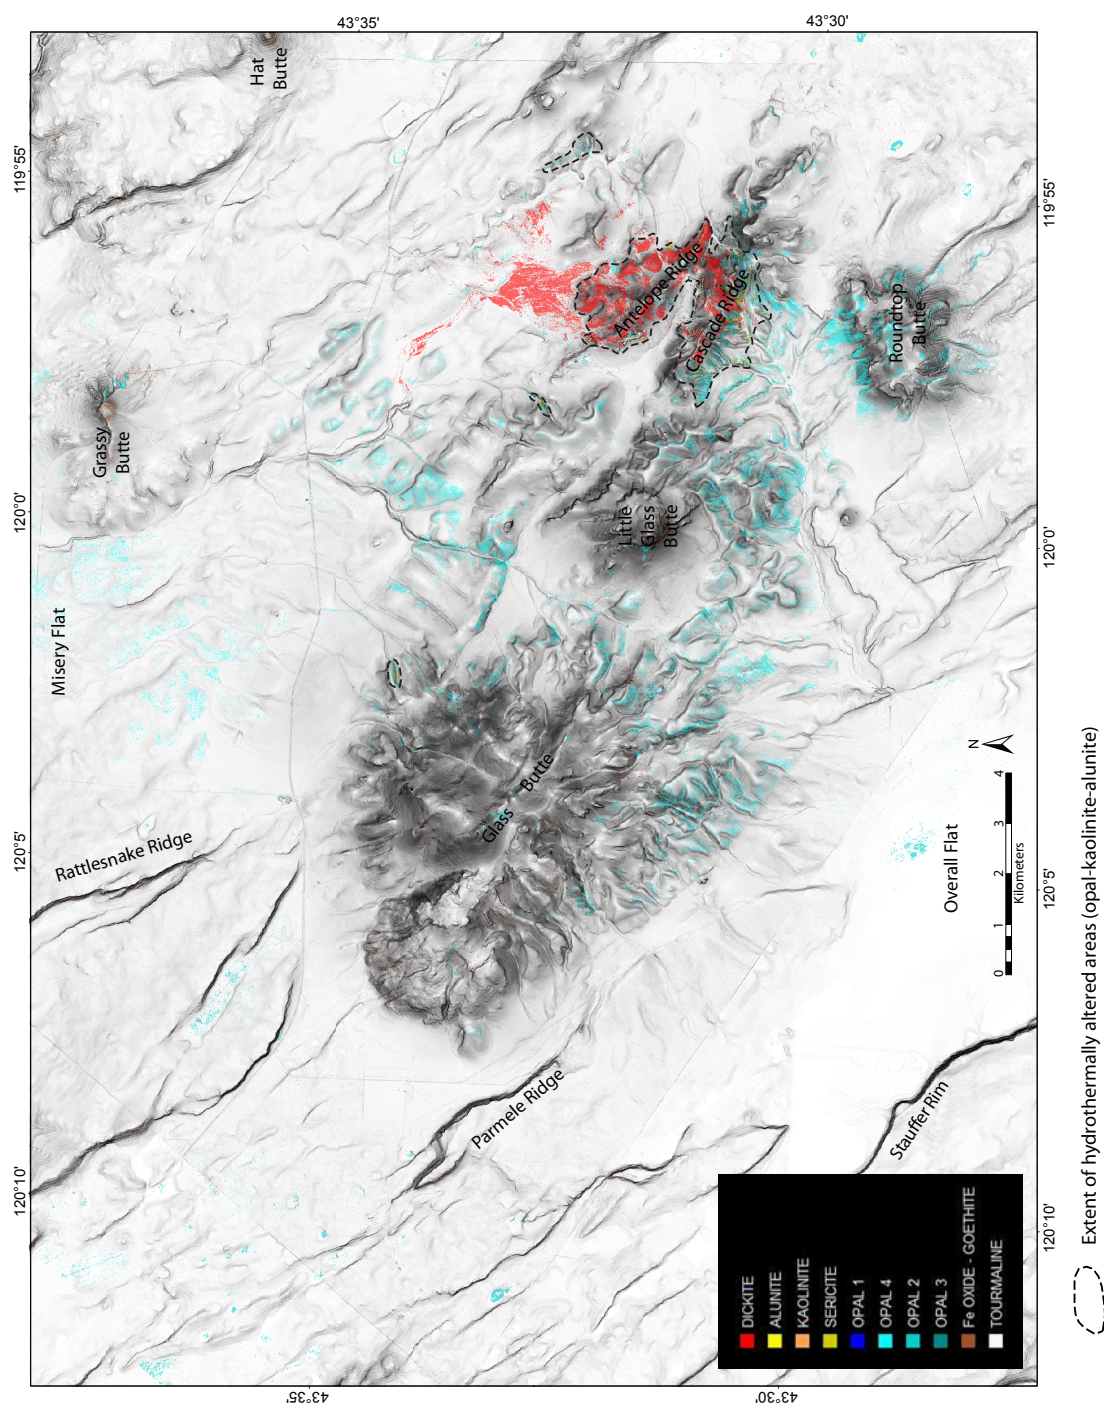 43°35'
43°30'
Hat
Butte
119°55'
119°55'
Antelope Ridge
Cascade Ridge
Roundtop
Butte
Grassy
Butte
120°0'
Little
Glass
Butte
120°0'
Misery Flat
Glass Butte
N
Rattlesnake Ridge
120°5'
Overall Flat
0 1 2 3 4
Kilometers
120°5'
Parmele Ridge
Stauffer Rim
120°10'
120°10'
DICKITE
ALUNITE
KAOLINITE
SERICITE
OPAL 1
OPAL 4
OPAL 2
OPAL 3
Fe OXIDE - GOETHITE
TOURMALINE
43°35'
43°30'
Extent of hydrothermally altered areas (opal-kaolinite-alunite)